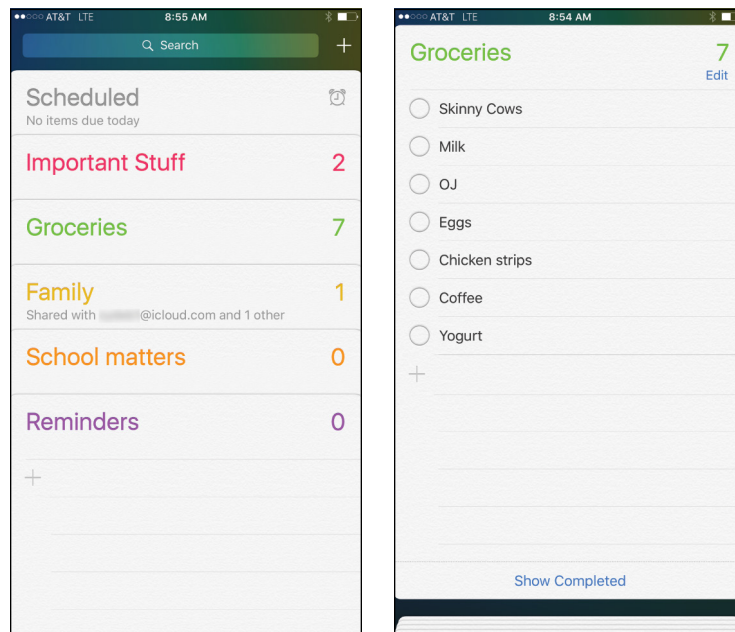 AT&T LTE 8:55 AM
Search
Scheduled
No items due today
Important Stuff 2
Groceries 7
Family 1
Shared with @icloud.com and 1 other
School matters 0
Reminders 0
AT&T LTE 8:54 AM
Groceries 7
Edit
Skinny Cows
Milk
OJ
Eggs
Chicken strips
Coffee
Yogurt
Show Completed